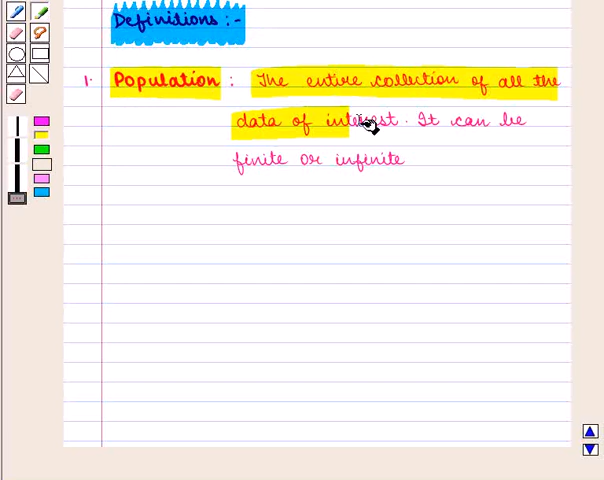 Definitions :-
1. Population : The entire collection of all the
data of interest. It can be
finite or infinite